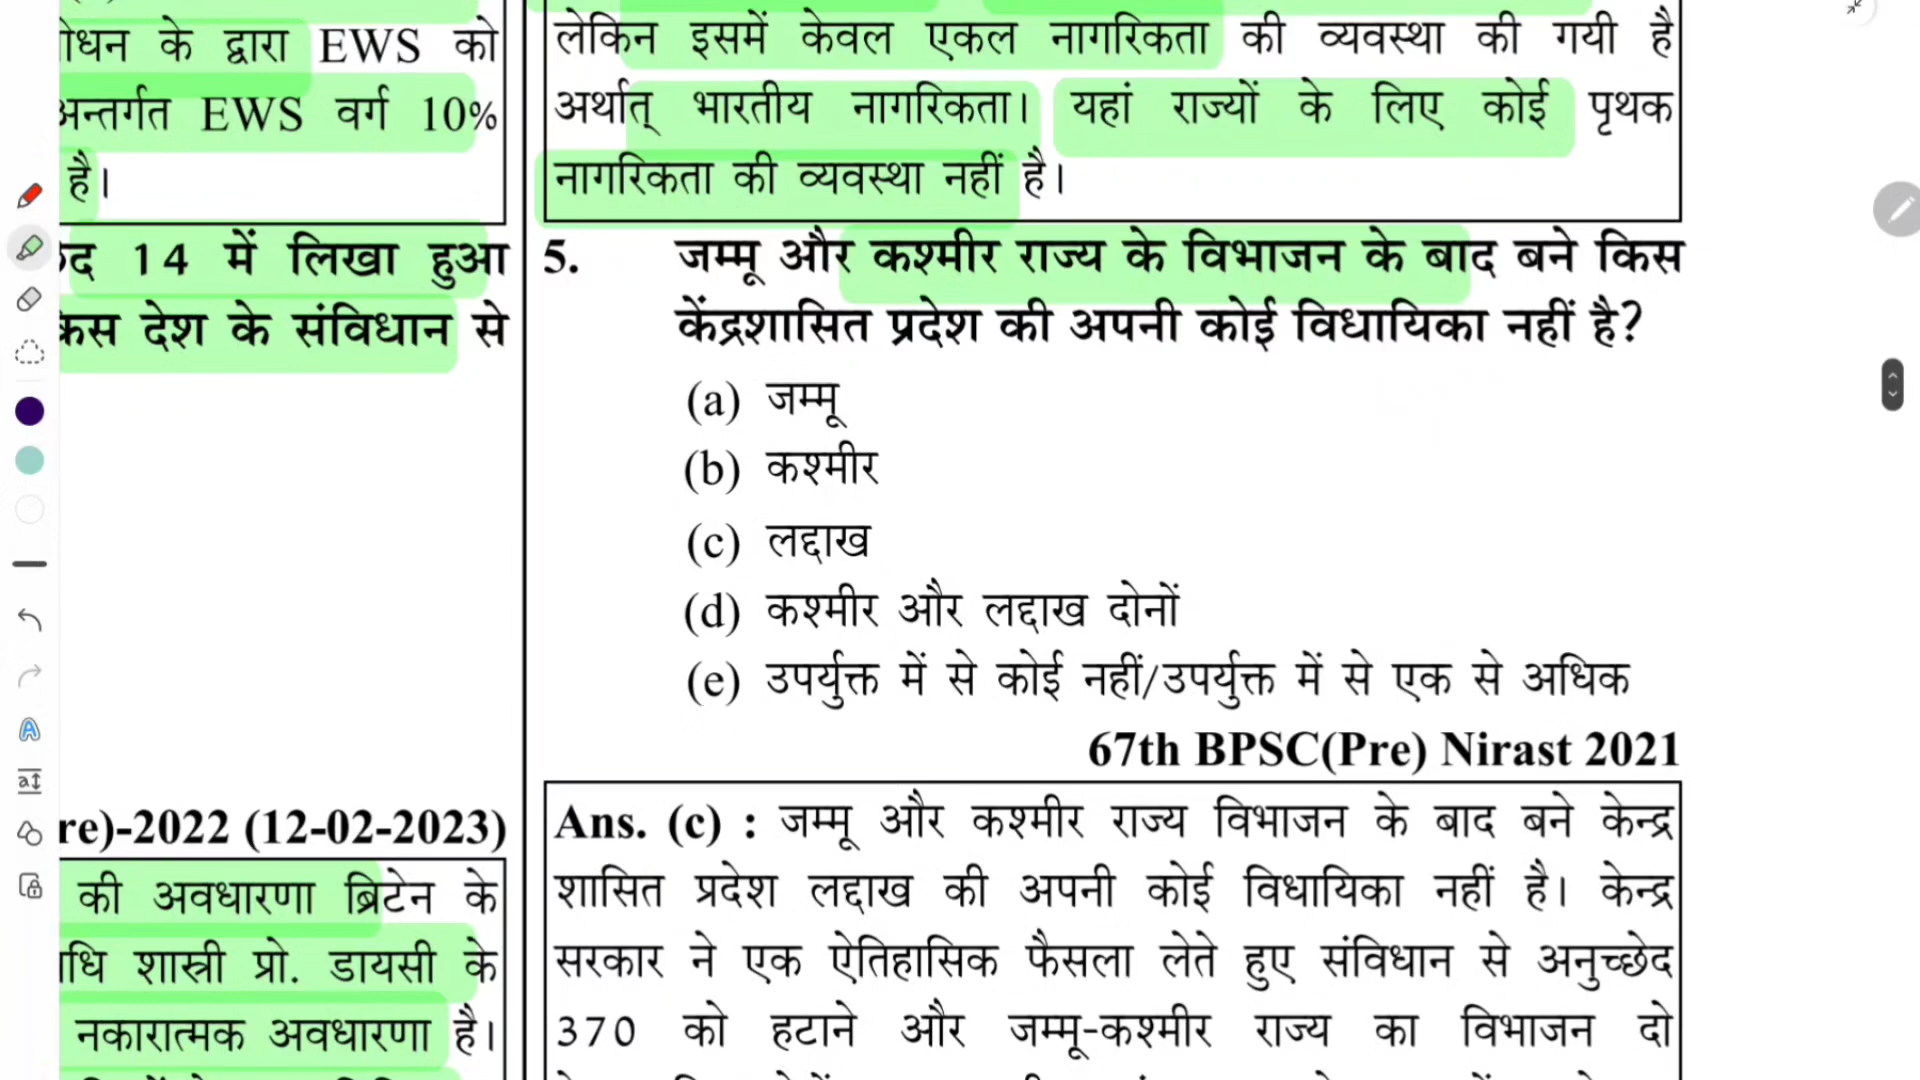 ोधन के द्वारा EWS को
अन्तर्गत EWS वर्ग 10%
है।
14 में लिखा हुआ
देश के संविधान से
re)-2022 (12-02-2023)
की अवधारणा ब्रिटेन के
शास्त्री प्रो. डायसी के
नकारात्मक अवधारणा है।
लेकिन इसमें केवल एकल नागरिकता की व्यवस्था की गयी है
अर्थात् भारतीय नागरिकता। यहां राज्यों के लिए कोई पृथक
नागरिकता की व्यवस्था नहीं है।
5. जम्मू और कश्मीर राज्य के विभाजन के बाद बने किस
केंद्रशासित प्रदेश की अपनी कोई विधायिका नहीं है?
(a) जम्मू
(b) कश्मीर
(c) लद्दाख
(d) कश्मीर और लद्दाख दोनों
(e) उपर्युक्त में से कोई नहीं/उपर्युक्त में से एक से अधिक
67th BPSC(Pre) Nirast 2021
Ans. (c) : जम्मू और कश्मीर राज्य विभाजन के बाद बने केन्द्र
शासित प्रदेश लद्दाख की अपनी कोई विधायिका नहीं है। केन्द्र
सरकार ने एक ऐतिहासिक फैसला लेते हुए संविधान से अनुच्छेद
370 को हटाने और जम्मू-कश्मीर राज्य का विभाजन दो